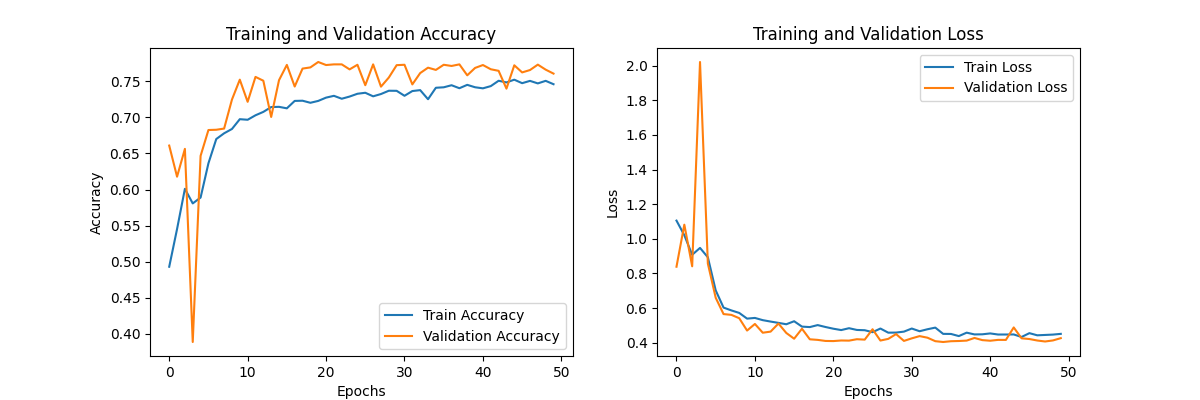 Training and Validation Accuracy
Accuracy
0.75
0.70
0.65
0.60
0.55
0.50
0.45
0.40
Train Accuracy
Validation Accuracy
0 10 20 30 40 50
Epochs
Training and Validation Loss
Loss
2.0
1.8
1.6
1.4
1.2
1.0
0.8
0.6
0.4
Train Loss
Validation Loss
0 10 20 30 40 50
Epochs